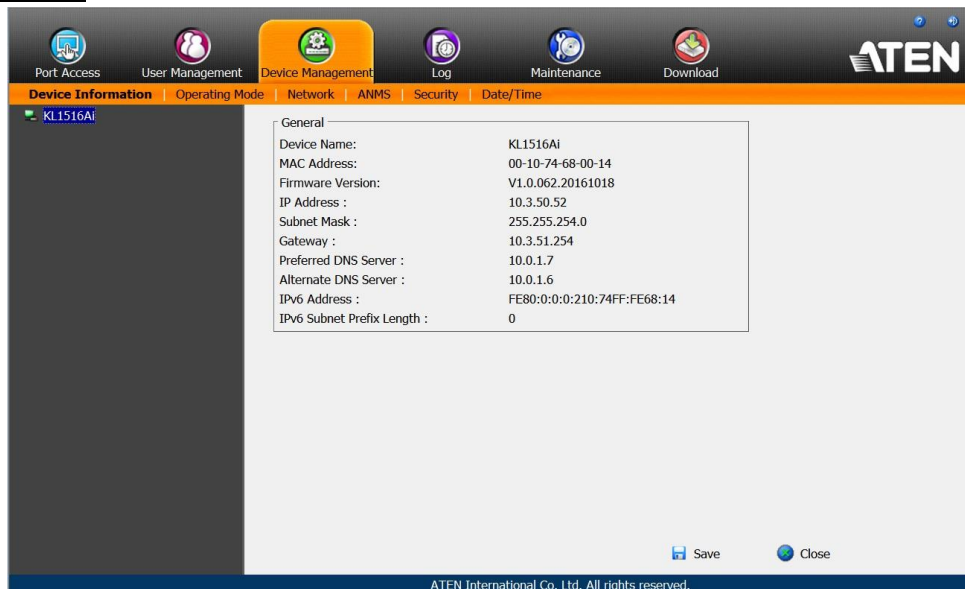 Port Access User Management Device Management Log Maintenance Download
ATEN
Device Information | Operating Mode | Network | ANMS | Security | Date/Time
KL1516Ai
General
Device Name: KL1516Ai
MAC Address: 00-10-74-68-00-14
Firmware Version: V1.0.062.20161018
IP Address : 10.3.50.52
Subnet Mask : 255.255.254.0
Gateway : 10.3.51.254
Preferred DNS Server : 10.0.1.7
Alternate DNS Server : 10.0.1.6
IPv6 Address : FE80:0:0:0:210:74FF:FE68:14
IPv6 Subnet Prefix Length : 0
Save Close
ATEN International Co. Ltd. All rights reserved.